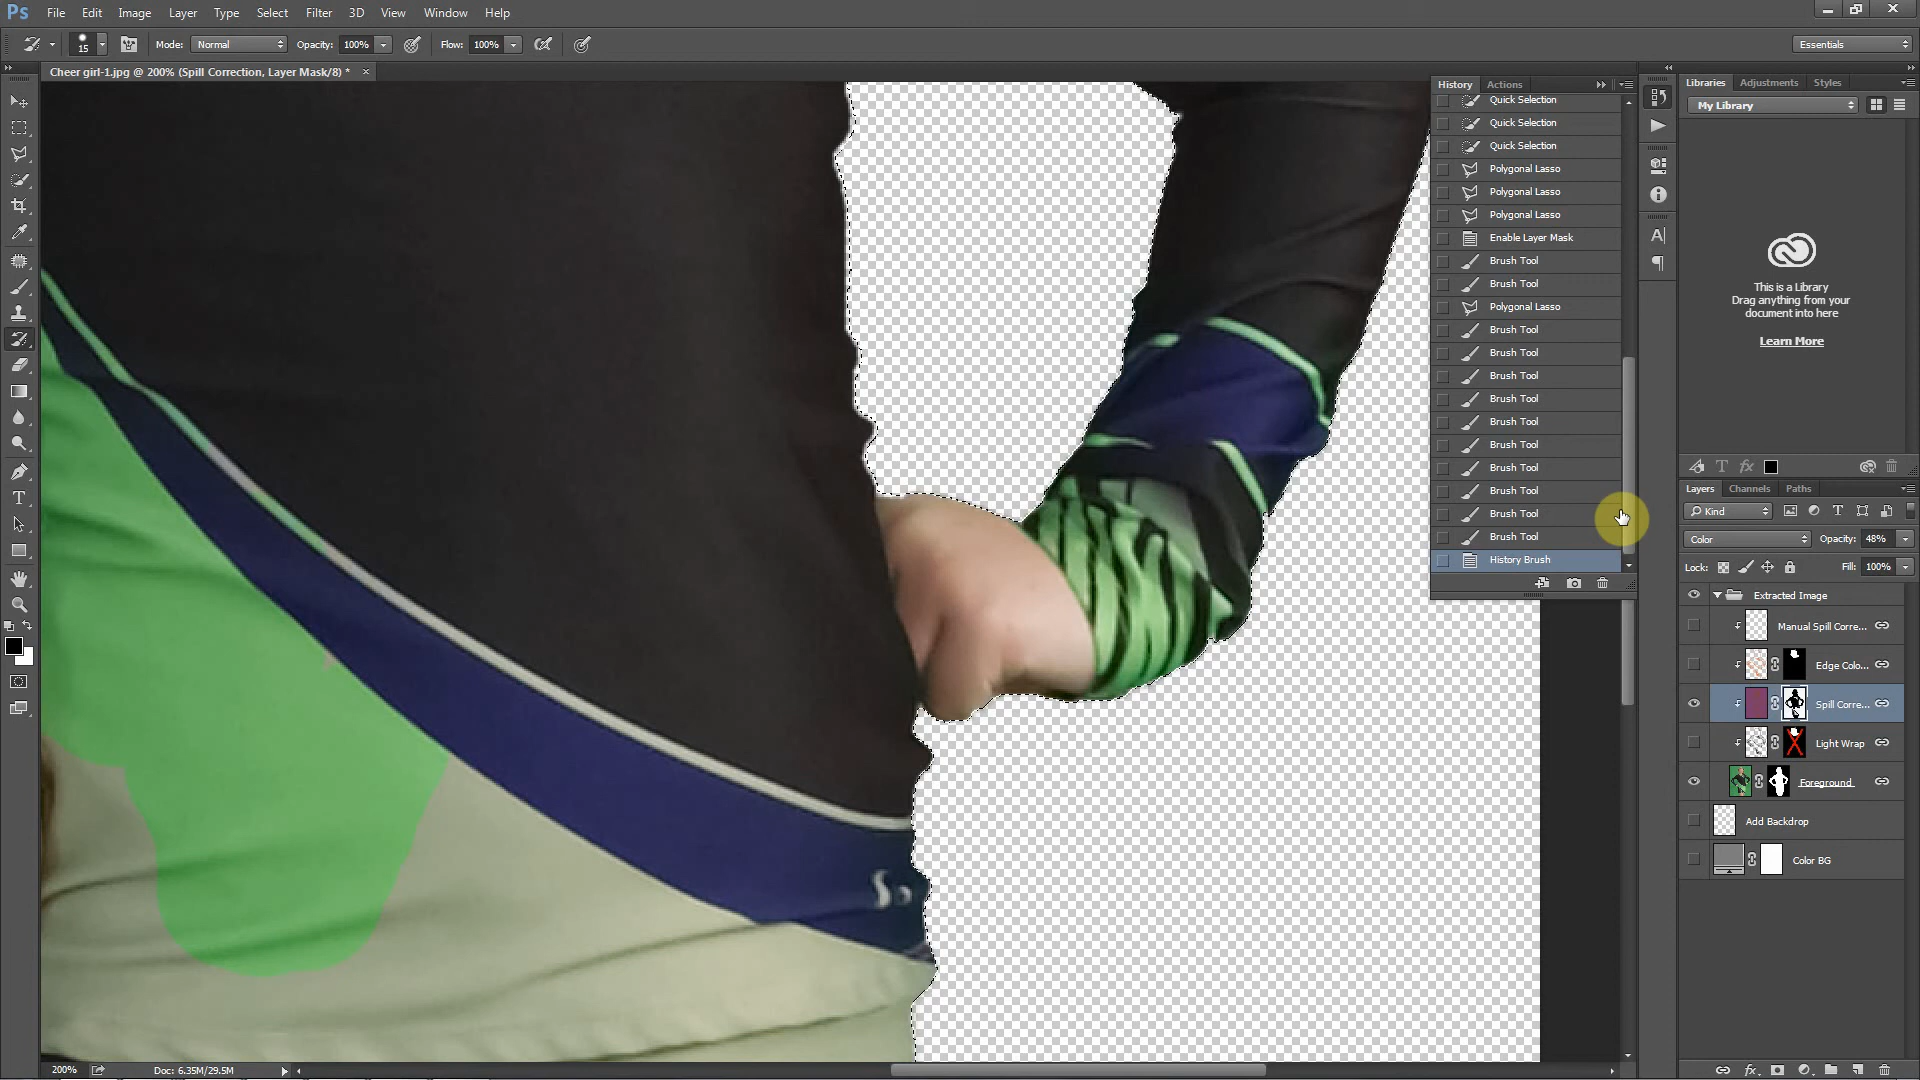 Ps File Edit Image Layer Type Select Filter 3D View Window Help
15 Mode: Normal Opacity: 100% Flow: 100% Essentials
Cheer girl-1.jpg @ 200% (Spill Correction, Layer Mask/8) * ×
History Actions
Quick Selection
Quick Selection
Quick Selection
Polygonal Lasso
Polygonal Lasso
Polygonal Lasso
Enable Layer Mask
Brush Tool
Brush Tool
Polygonal Lasso
Brush Tool
Brush Tool
Brush Tool
Brush Tool
Brush Tool
Brush Tool
Brush Tool
Brush Tool
Brush Tool
Brush Tool
History Brush
Libraries Adjustments Styles
My Library
This is a Library
Drag anything from your
document into here
Learn More
Layers Channels Paths
Kind
Color Opacity: 48%
Lock: Fill: 100%
Extracted Image
Manual Spill Corre...
Edge Colo...
Spill Corre...
Light Wrap
Foreground
Add Backdrop
Color BG
200% Doc: 6.35M/29.5M